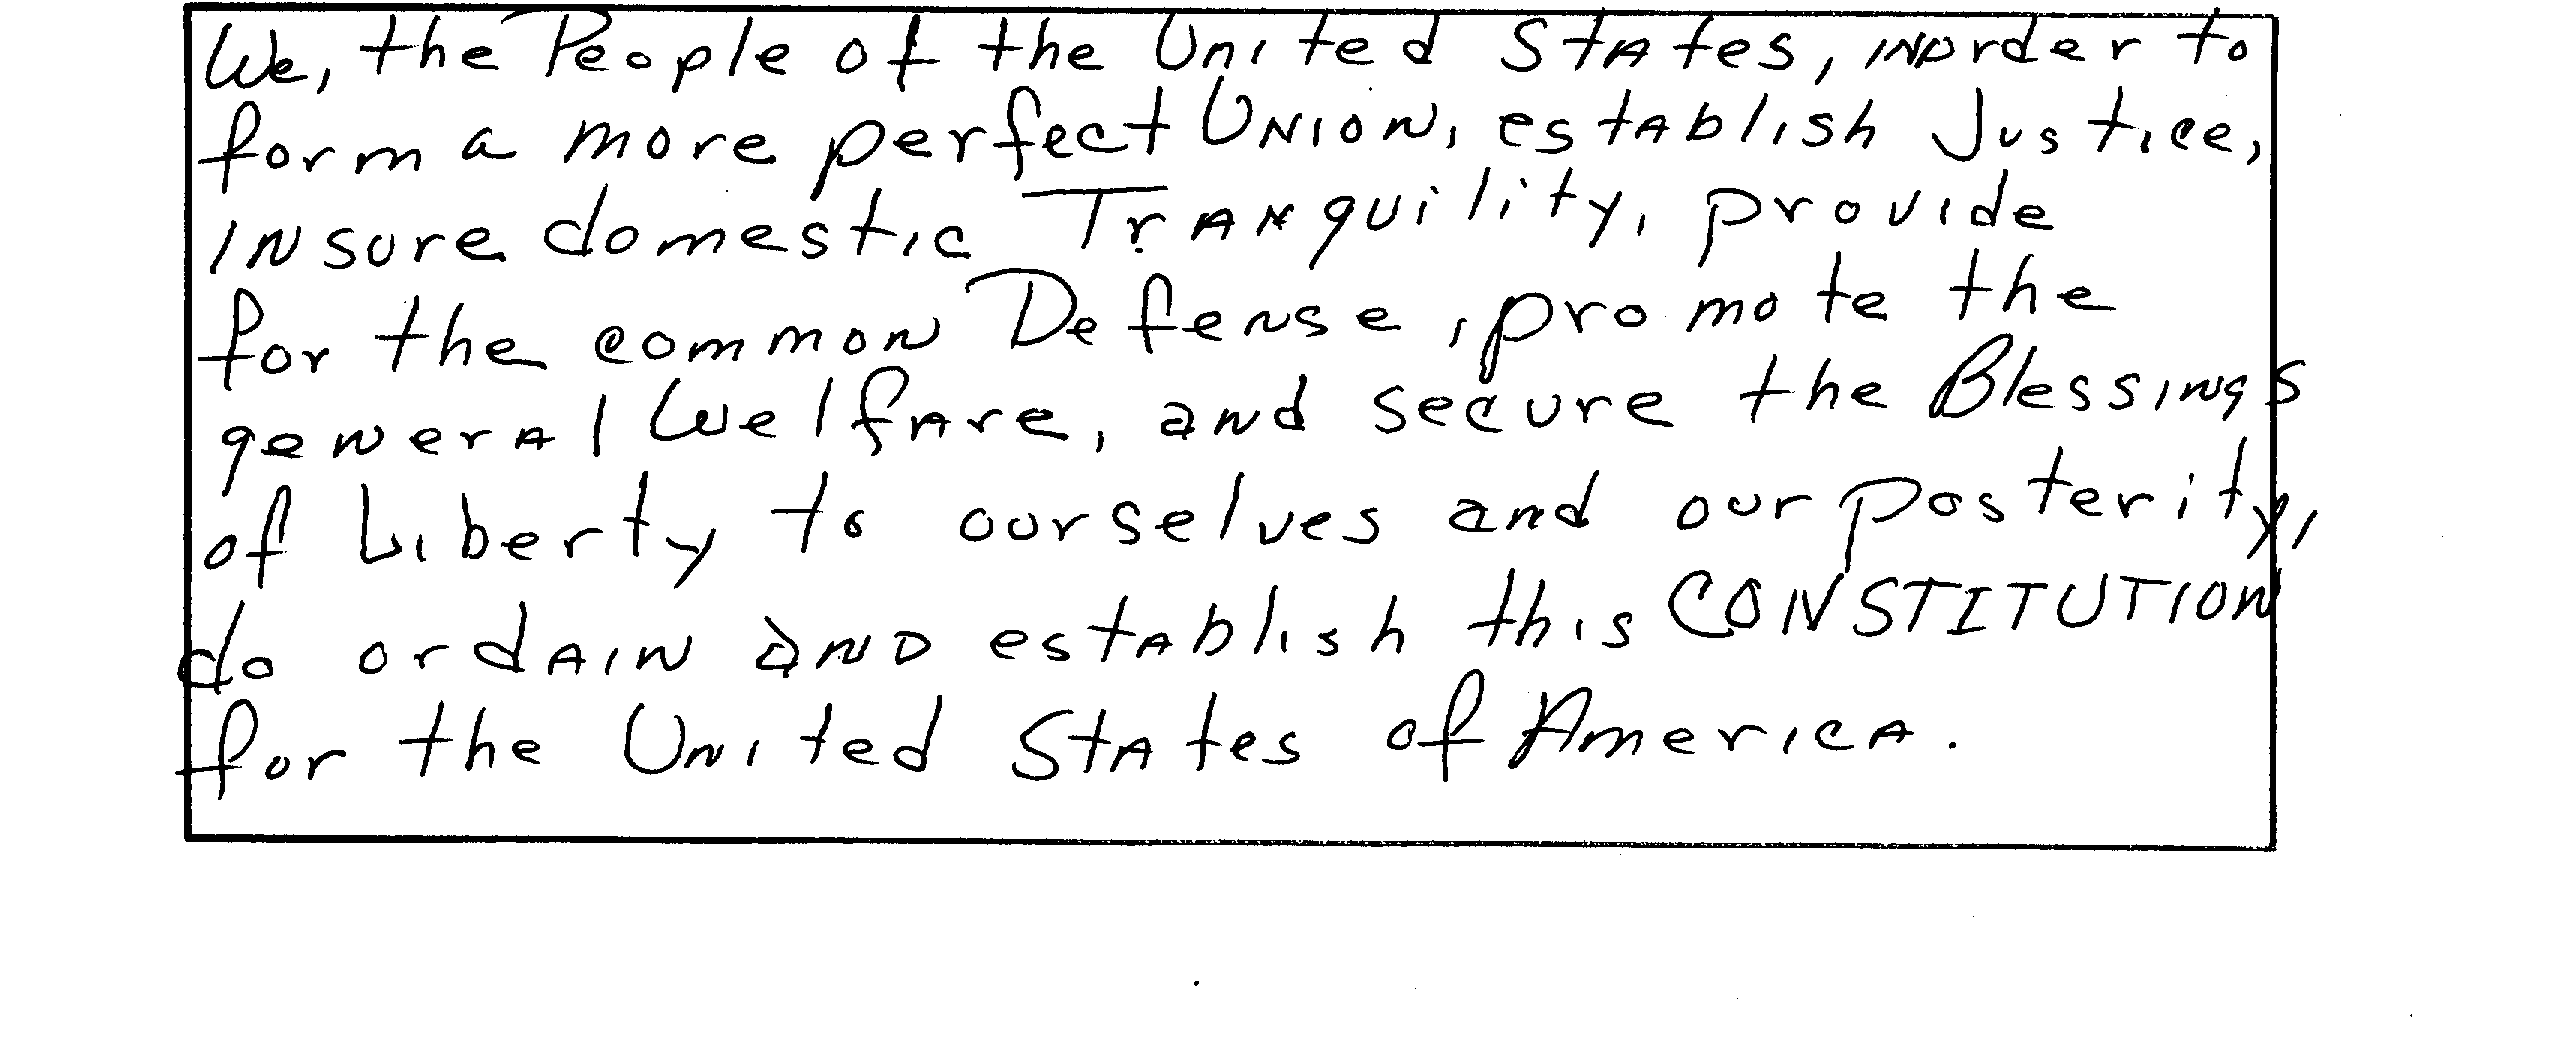 We, the People of the United States, inorder to
form a more perfect Union, establish Justice,
insure domestic Tranquility, provide
for the common Defense, promote the
general Welfare, and secure the Blessings
of Liberty to ourselves and our posterity,
do ordain and establish this CONSTITUTION
for the United States of America.